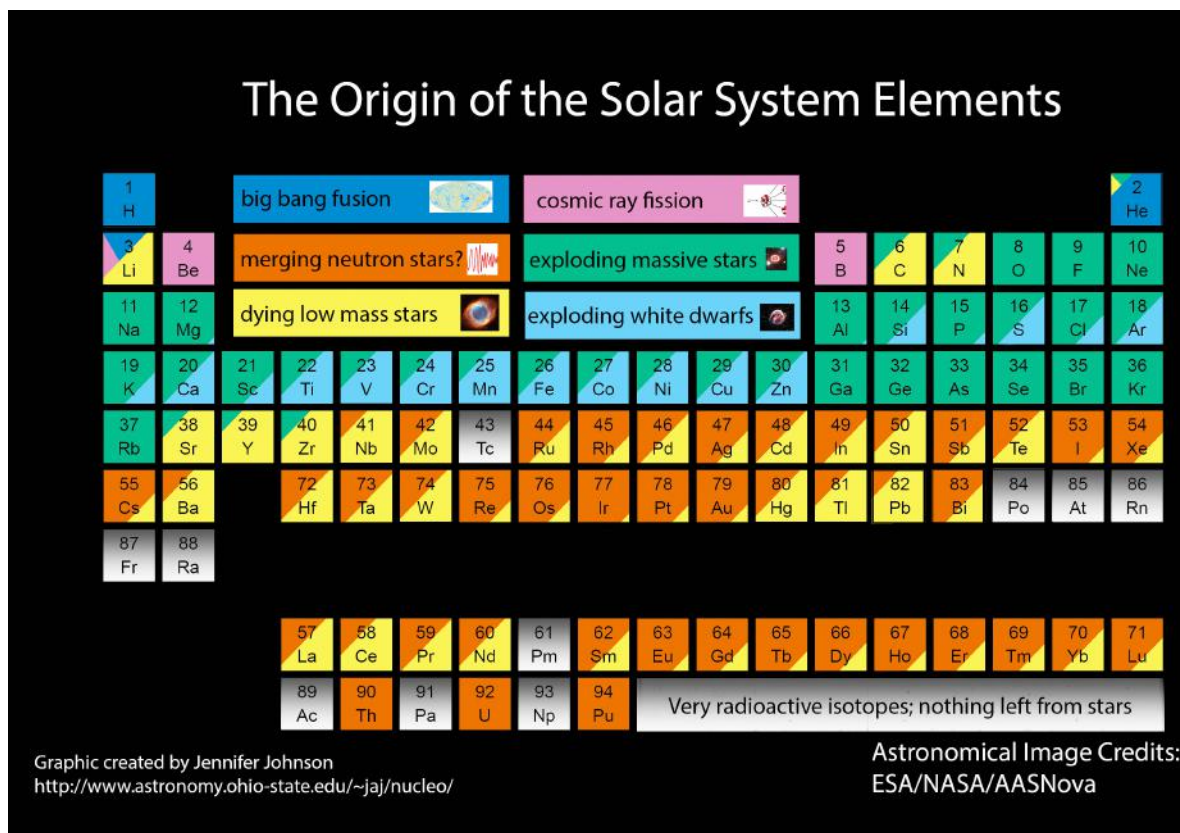 The Origin of the Solar System Elements
1
H
big bang fusion
cosmic ray fission
2
He
3
Li
4
Be
merging neutron stars?
exploding massive stars
5
B
6
C
7
N
8
O
9
F
10
Ne
11
Na
12
Mg
dying low mass stars
exploding white dwarfs
13
Al
14
Si
15
P
16
S
17
Cl
18
Ar
19
K
20
Ca
21
Sc
22
Ti
23
V
24
Cr
25
Mn
26
Fe
27
Co
28
Ni
29
Cu
30
Zn
31
Ga
32
Ge
33
As
34
Se
35
Br
36
Kr
37
Rb
38
Sr
39
Y
40
Zr
41
Nb
42
Mo
43
Tc
44
Ru
45
Rh
46
Pd
47
Ag
48
Cd
49
In
50
Sn
51
Sb
52
Te
53
I
54
Xe
55
Cs
56
Ba
72
Hf
73
Ta
74
W
75
Re
76
Os
77
Ir
78
Pt
79
Au
80
Hg
81
Tl
82
Pb
83
Bi
84
Po
85
At
86
Rn
87
Fr
88
Ra
57
La
58
Ce
59
Pr
60
Nd
61
Pm
62
Sm
63
Eu
64
Gd
65
Tb
66
Dy
67
Ho
68
Er
69
Tm
70
Yb
71
Lu
89
Ac
90
Th
91
Pa
92
U
93
Np
94
Pu
Very radioactive isotopes; nothing left from stars
Graphic created by Jennifer Johnson
http://www.astronomy.ohio-state.edu/~jaj/nucleo/
Astronomical Image Credits:
ESA/NASA/AASNova